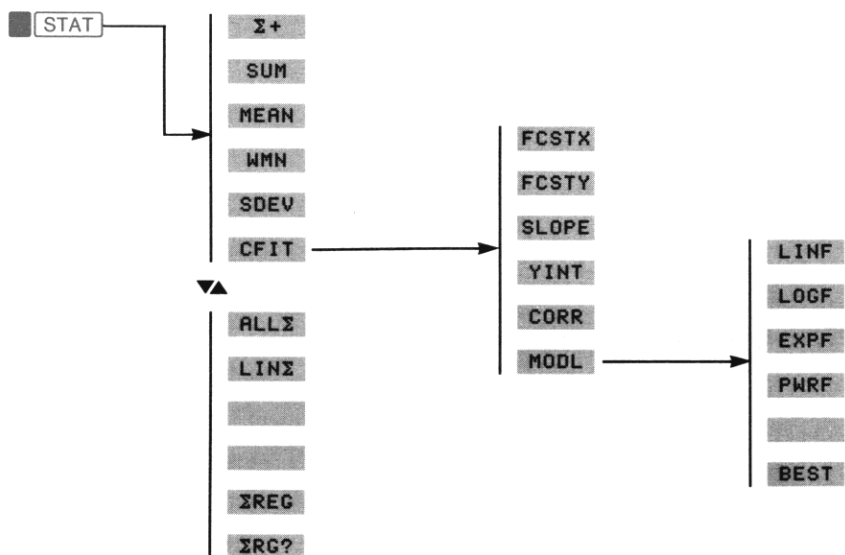 STAT
Σ+
SUM
MEAN
WMN
SDEV
CFIT
ALLΣ
LINΣ
ΣREG
ΣRG?
FCSTX
FCSTY
SLOPE
YINT
CORR
MODL
LINF
LOGF
EXPF
PWRF
BEST